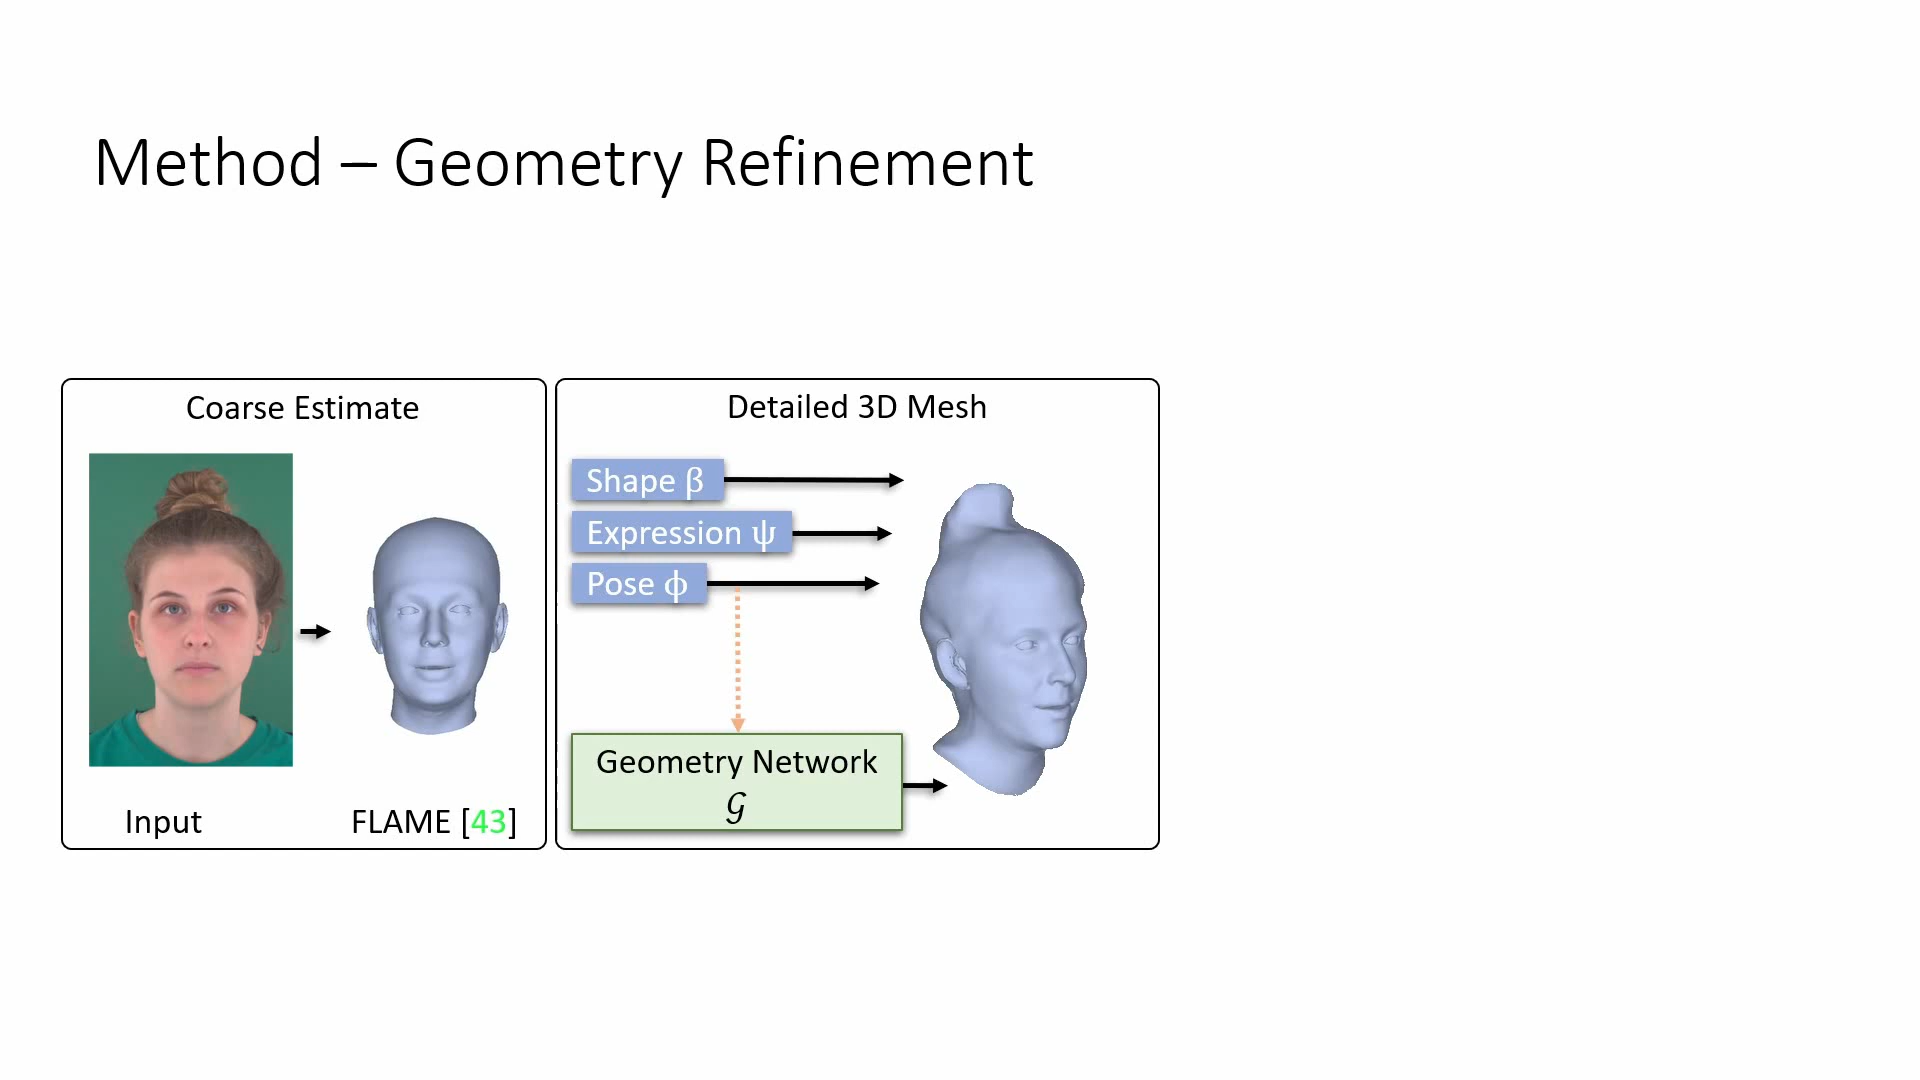 Method – Geometry Refinement
Coarse Estimate
Input
FLAME [43]
Detailed 3D Mesh
Shape β
Expression ψ
Pose ϕ
Geometry Network
𝒢